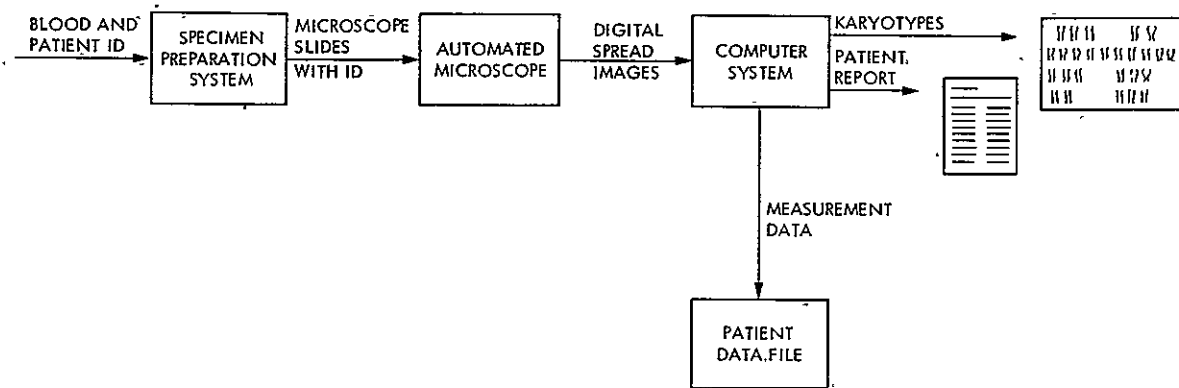 BLOOD AND
PATIENT ID
SPECIMEN
PREPARATION
SYSTEM
MICROSCOPE
SLIDES
WITH ID
AUTOMATED
MICROSCOPE
DIGITAL
SPREAD
IMAGES
COMPUTER
SYSTEM
KARYOTYPES
PATIENT.
REPORT
MEASUREMENT
DATA
PATIENT
DATA.FILE